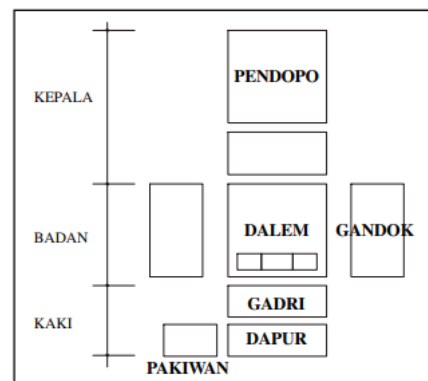 PENDOPO
KEPALA
BADAN
DALEM
GANDOK
GADRI
KAKI
DAPUR
PAKIWAN